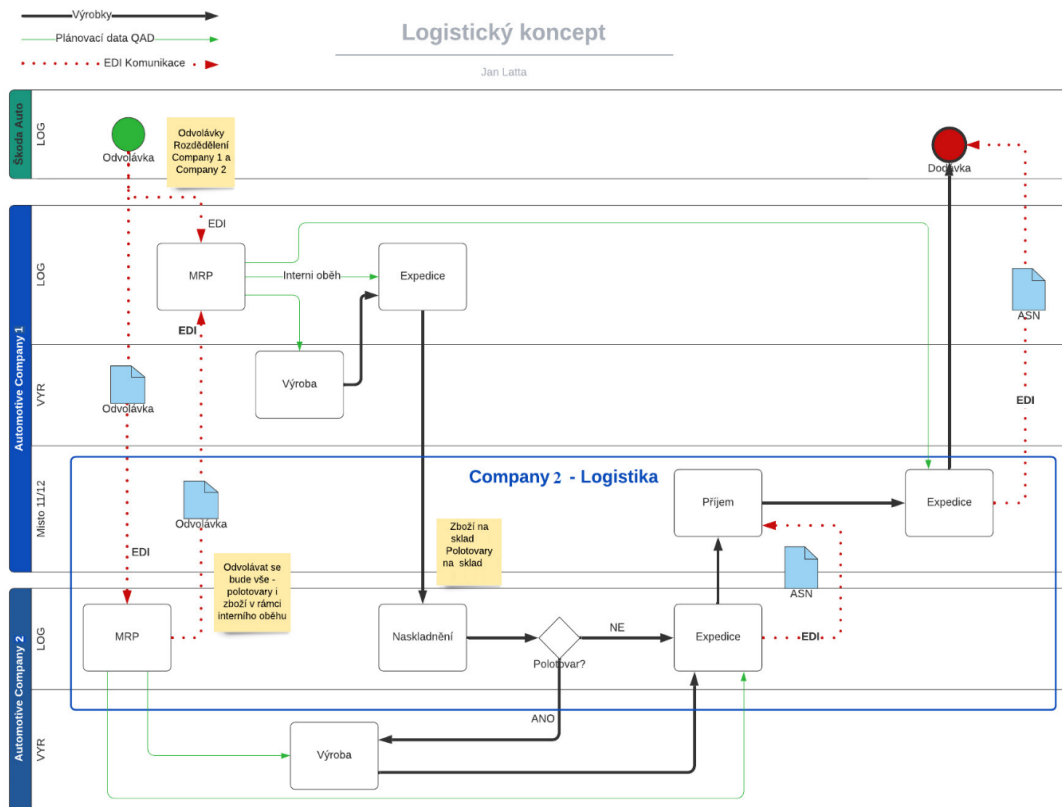 Výrobky
Plánovací data QAD
EDI Komunikace
Logistický koncept
Jan Latta
Škoda Auto
LOG
Odvolávka
Odvolávky
Rozdědělení
Company 1 a
Company 2
Dodávka
EDI
Automotive Company 1
LOG
MRP
Interni oběh
Expedice
EDI
ASN
VYR
Výroba
Odvolávka
EDI
Misto 11/12
Company 2 - Logistika
Příjem
Expedice
Odvolávka
EDI
Zboží na
sklad
Polotovary
na sklad
Odvolávat se
bude vše -
polotovary i
zboží v rámci
interního oběhu
ASN
Automotive Company 2
LOG
MRP
Naskladnění
Polotovar?
NE
Expedice
EDI
ANO
VYR
Výroba